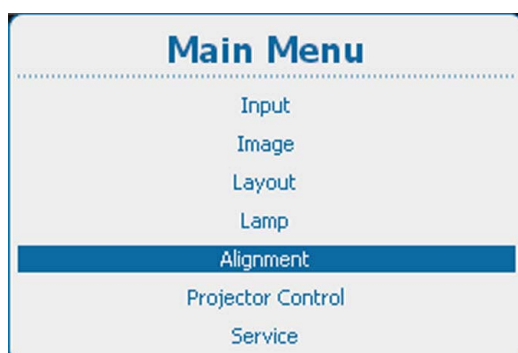 Main Menu
Input
Image
Layout
Lamp
Alignment
Projector Control
Service